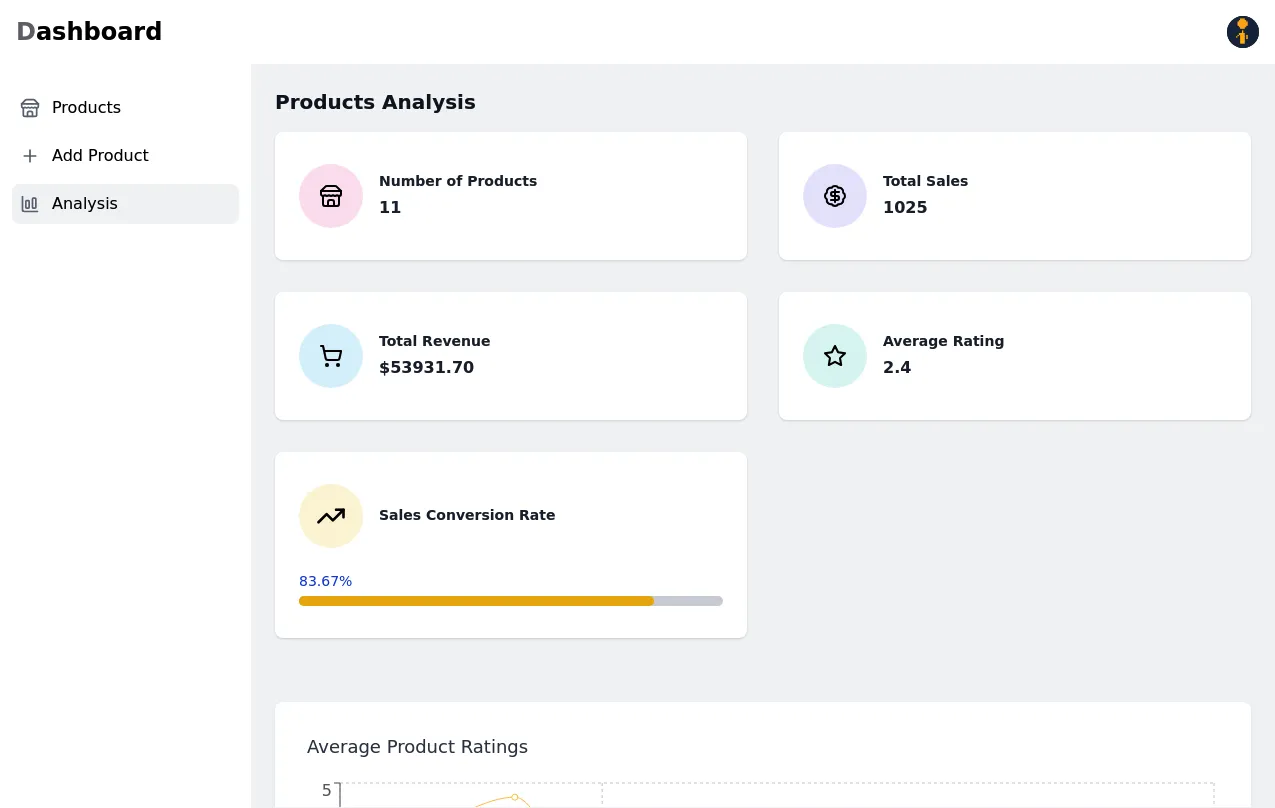 Dashboard
Products
Add Product
Analysis
Products Analysis
Number of Products
11
Total Sales
1025
Total Revenue
$53931.70
Average Rating
2.4
Sales Conversion Rate
83.67%
Average Product Ratings
5